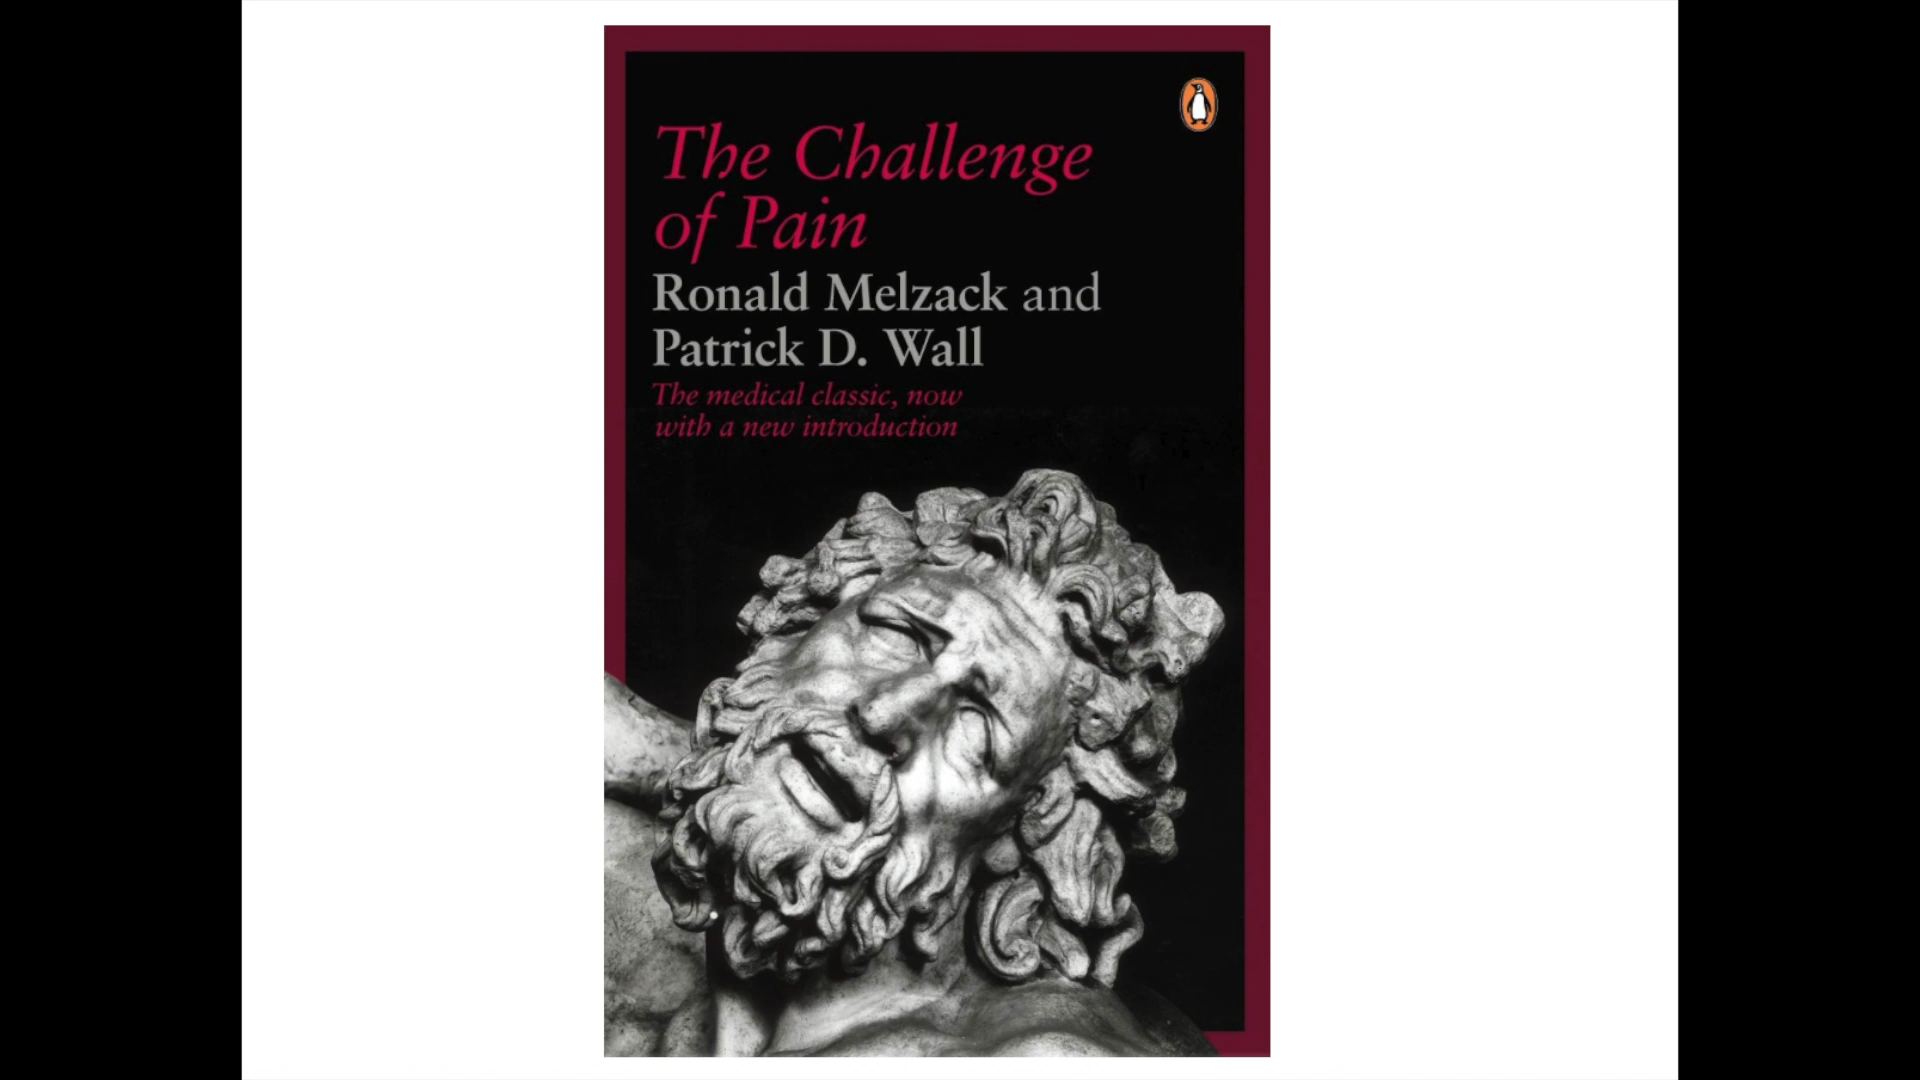 The Challenge
of Pain
Ronald Melzack and
Patrick D. Wall
The medical classic, now
with a new introduction